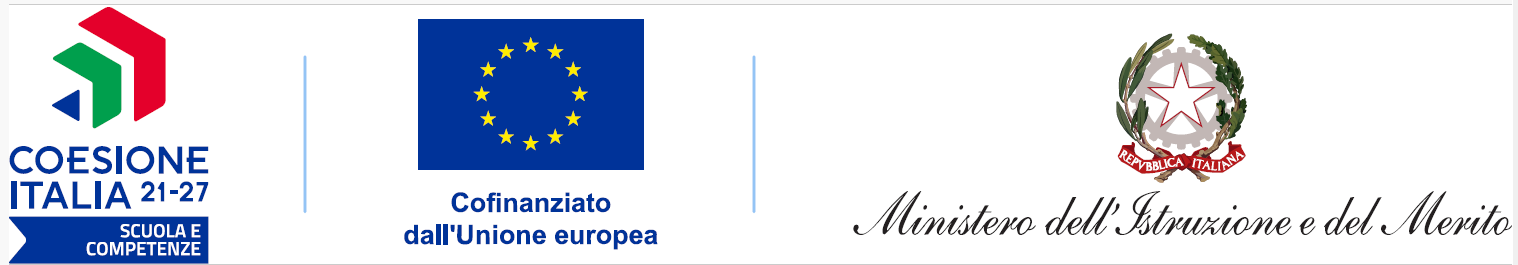 COESIONE
ITALIA 21-27
SCUOLA E
COMPETENZE
Cofinanziato
dall'Unione europea
REPVBBLICA ITALIANA
Ministero dell'Istruzione e del Merito